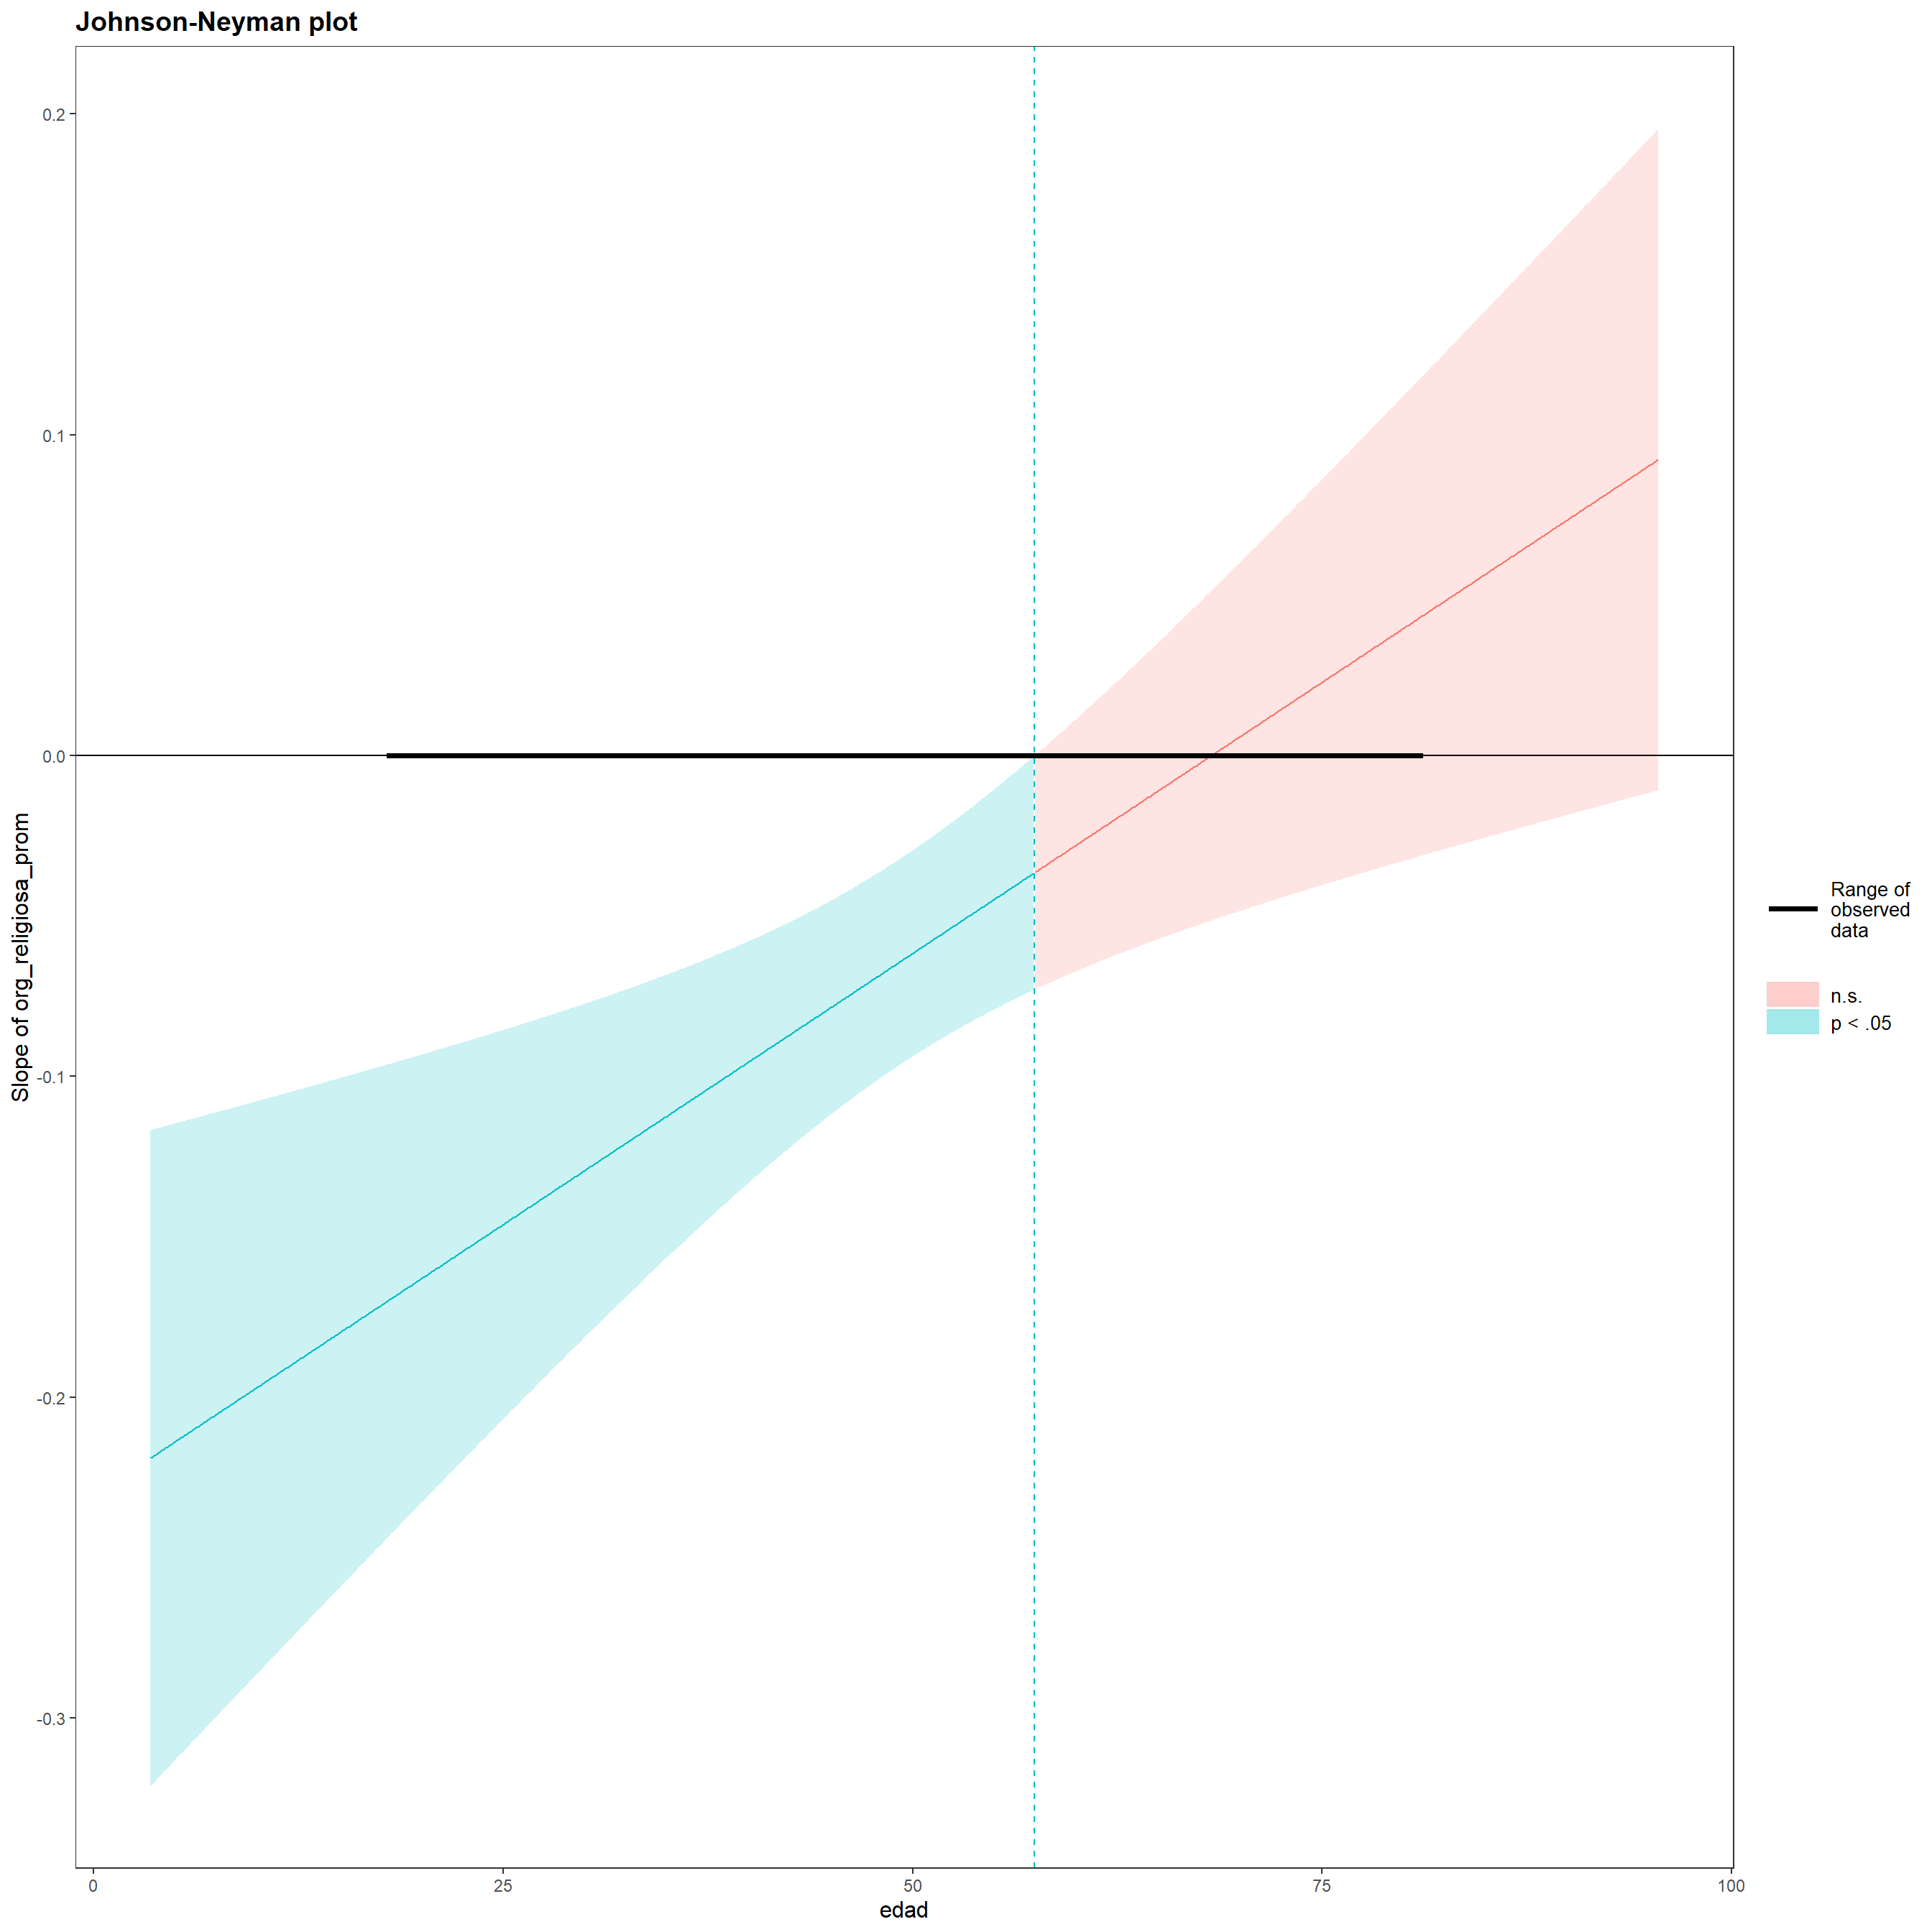 Johnson-Neyman plot
0.2
0.1
0.0
-0.1
-0.2
-0.3
Slope of org_religiosa_prom
0
25
50
75
100
edad
Range of
observed
data
n.s.
p < .05